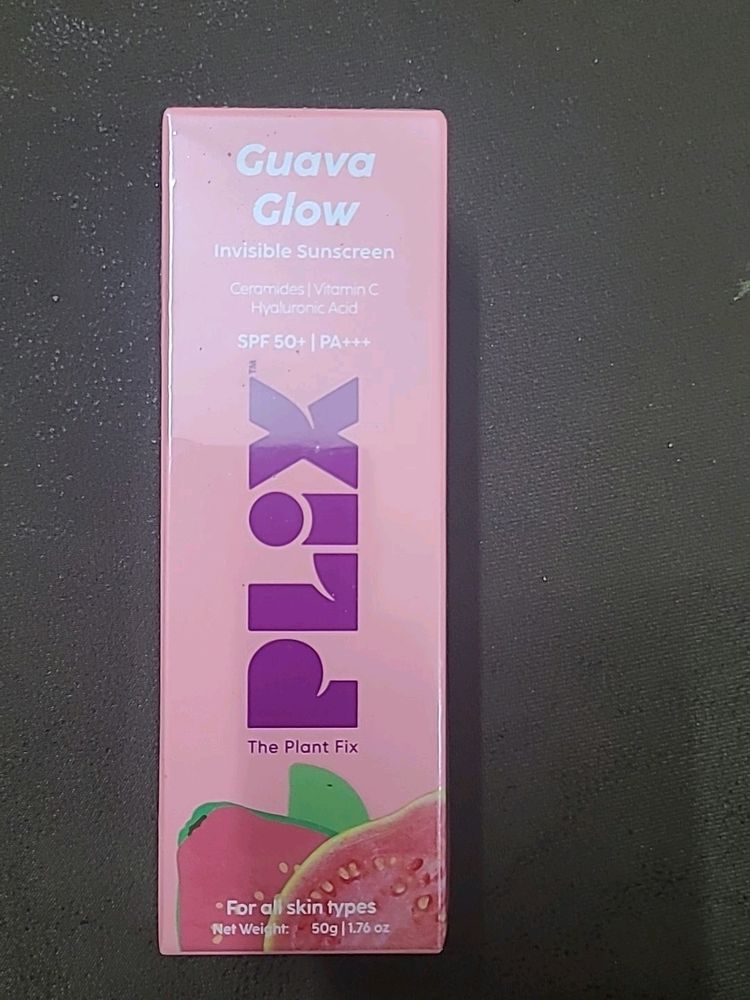 Guava
Glow
Invisible Sunscreen
Ceramides | Vitamin C
Hyaluronic Acid
SPF 50+ | PA+++
PLiX™
The Plant Fix
For all skin types
Net Weight: 50g | 1.76 oz